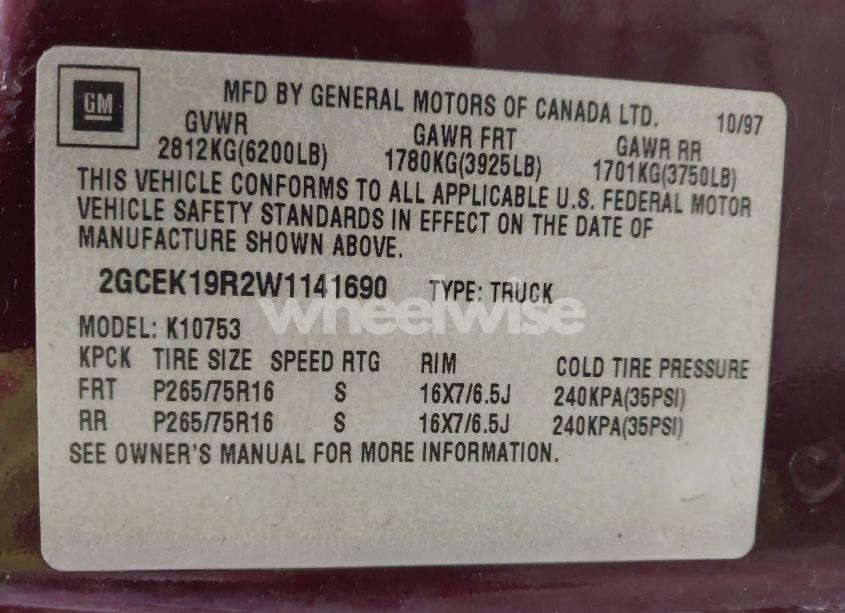 GM
MFD BY GENERAL MOTORS OF CANADA LTD. 10/97
GVWR GAWR FRT GAWR RR
2812KG(6200LB) 1780KG(3925LB) 1701KG(3750LB)
THIS VEHICLE CONFORMS TO ALL APPLICABLE U.S. FEDERAL MOTOR
VEHICLE SAFETY STANDARDS IN EFFECT ON THE DATE OF
MANUFACTURE SHOWN ABOVE.
2GCEK19R2W1141690 TYPE: TRUCK
wheelwise
MODEL: K10753
KPCK TIRE SIZE SPEED RTG RIM COLD TIRE PRESSURE
FRT P265/75R16 S 16X7/6.5J 240KPA(35PSI)
RR P265/75R16 S 16X7/6.5J 240KPA(35PSI)
SEE OWNER'S MANUAL FOR MORE INFORMATION.